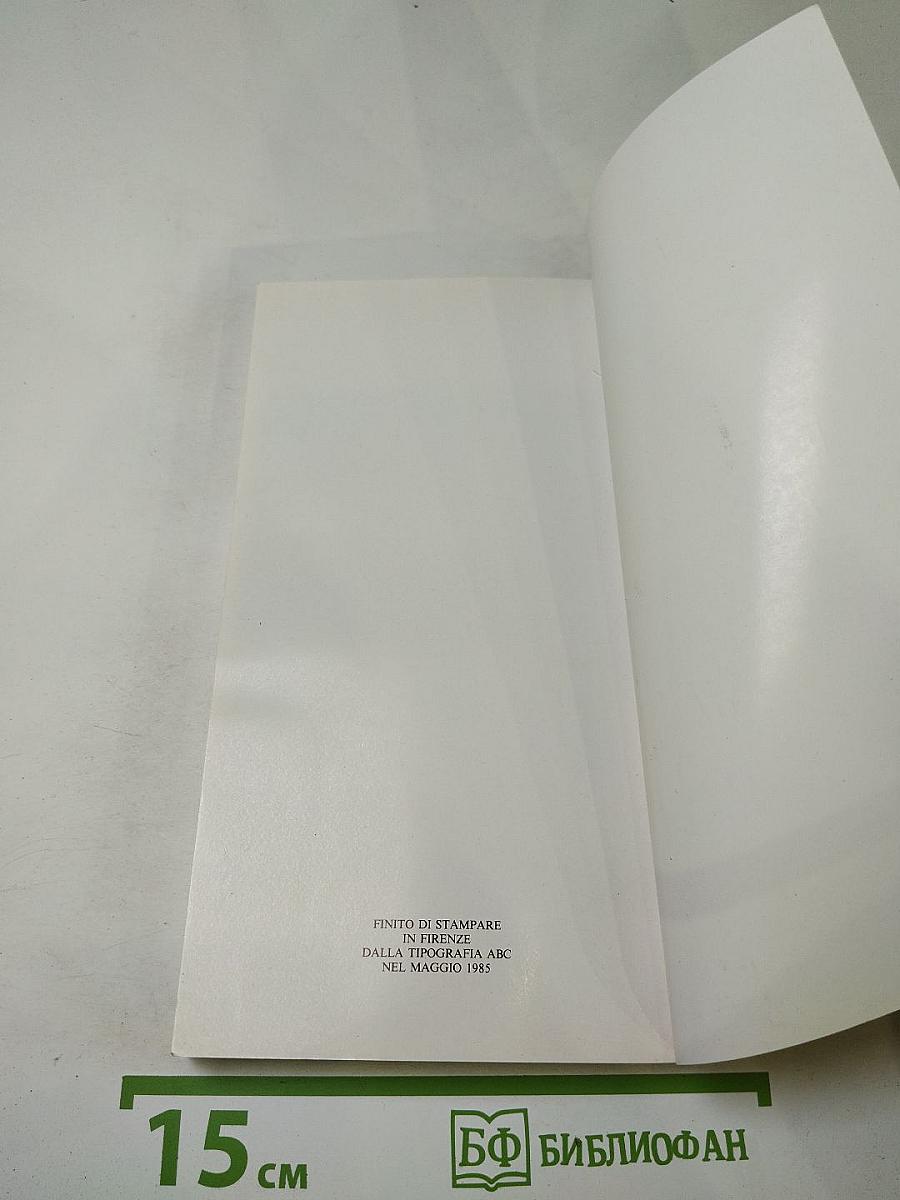 FINITO DI STAMPARE
IN FIRENZE
DALLA TIPOGRAFIA ABC
NEL MAGGIO 1985
15 см
БФ БИБЛИОФАН